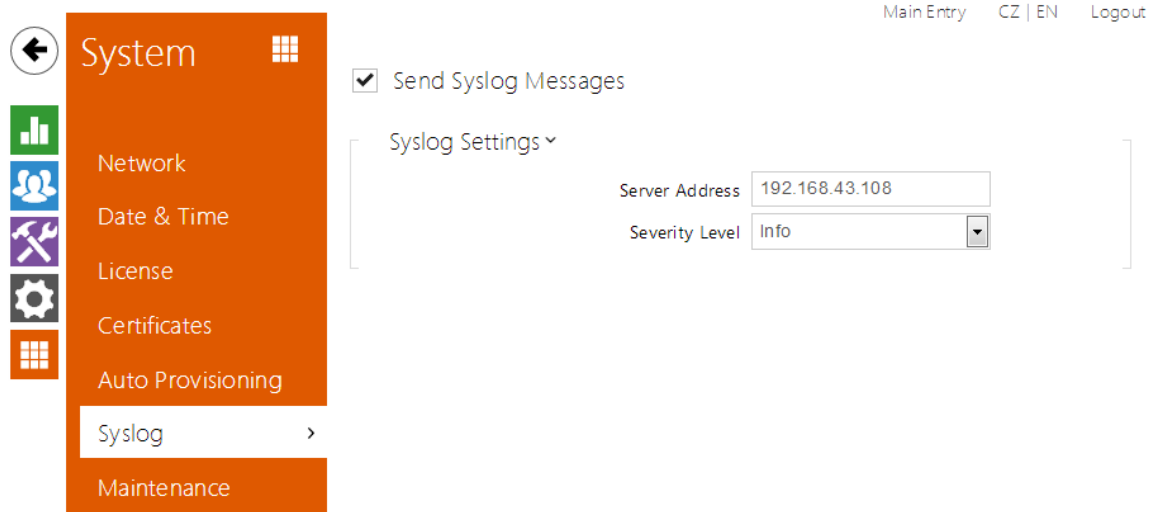 Main Entry CZ | EN Logout
System
Network
Date & Time
License
Certificates
Auto Provisioning
Syslog
Maintenance
Send Syslog Messages
Syslog Settings
Server Address 192.168.43.108
Severity Level Info